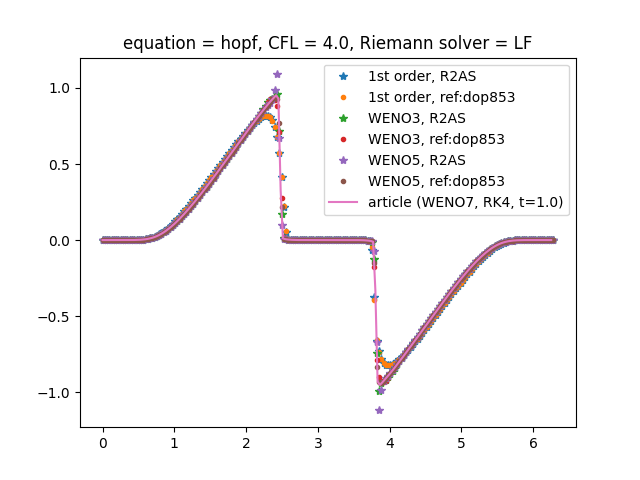 equation = hopf, CFL = 4.0, Riemann solver = LF
1st order, R2AS
1st order, ref:dop853
WENO3, R2AS
WENO3, ref:dop853
WENO5, R2AS
WENO5, ref:dop853
article (WENO7, RK4, t=1.0)
1.0
0.5
0.0
−0.5
−1.0
0 1 2 3 4 5 6